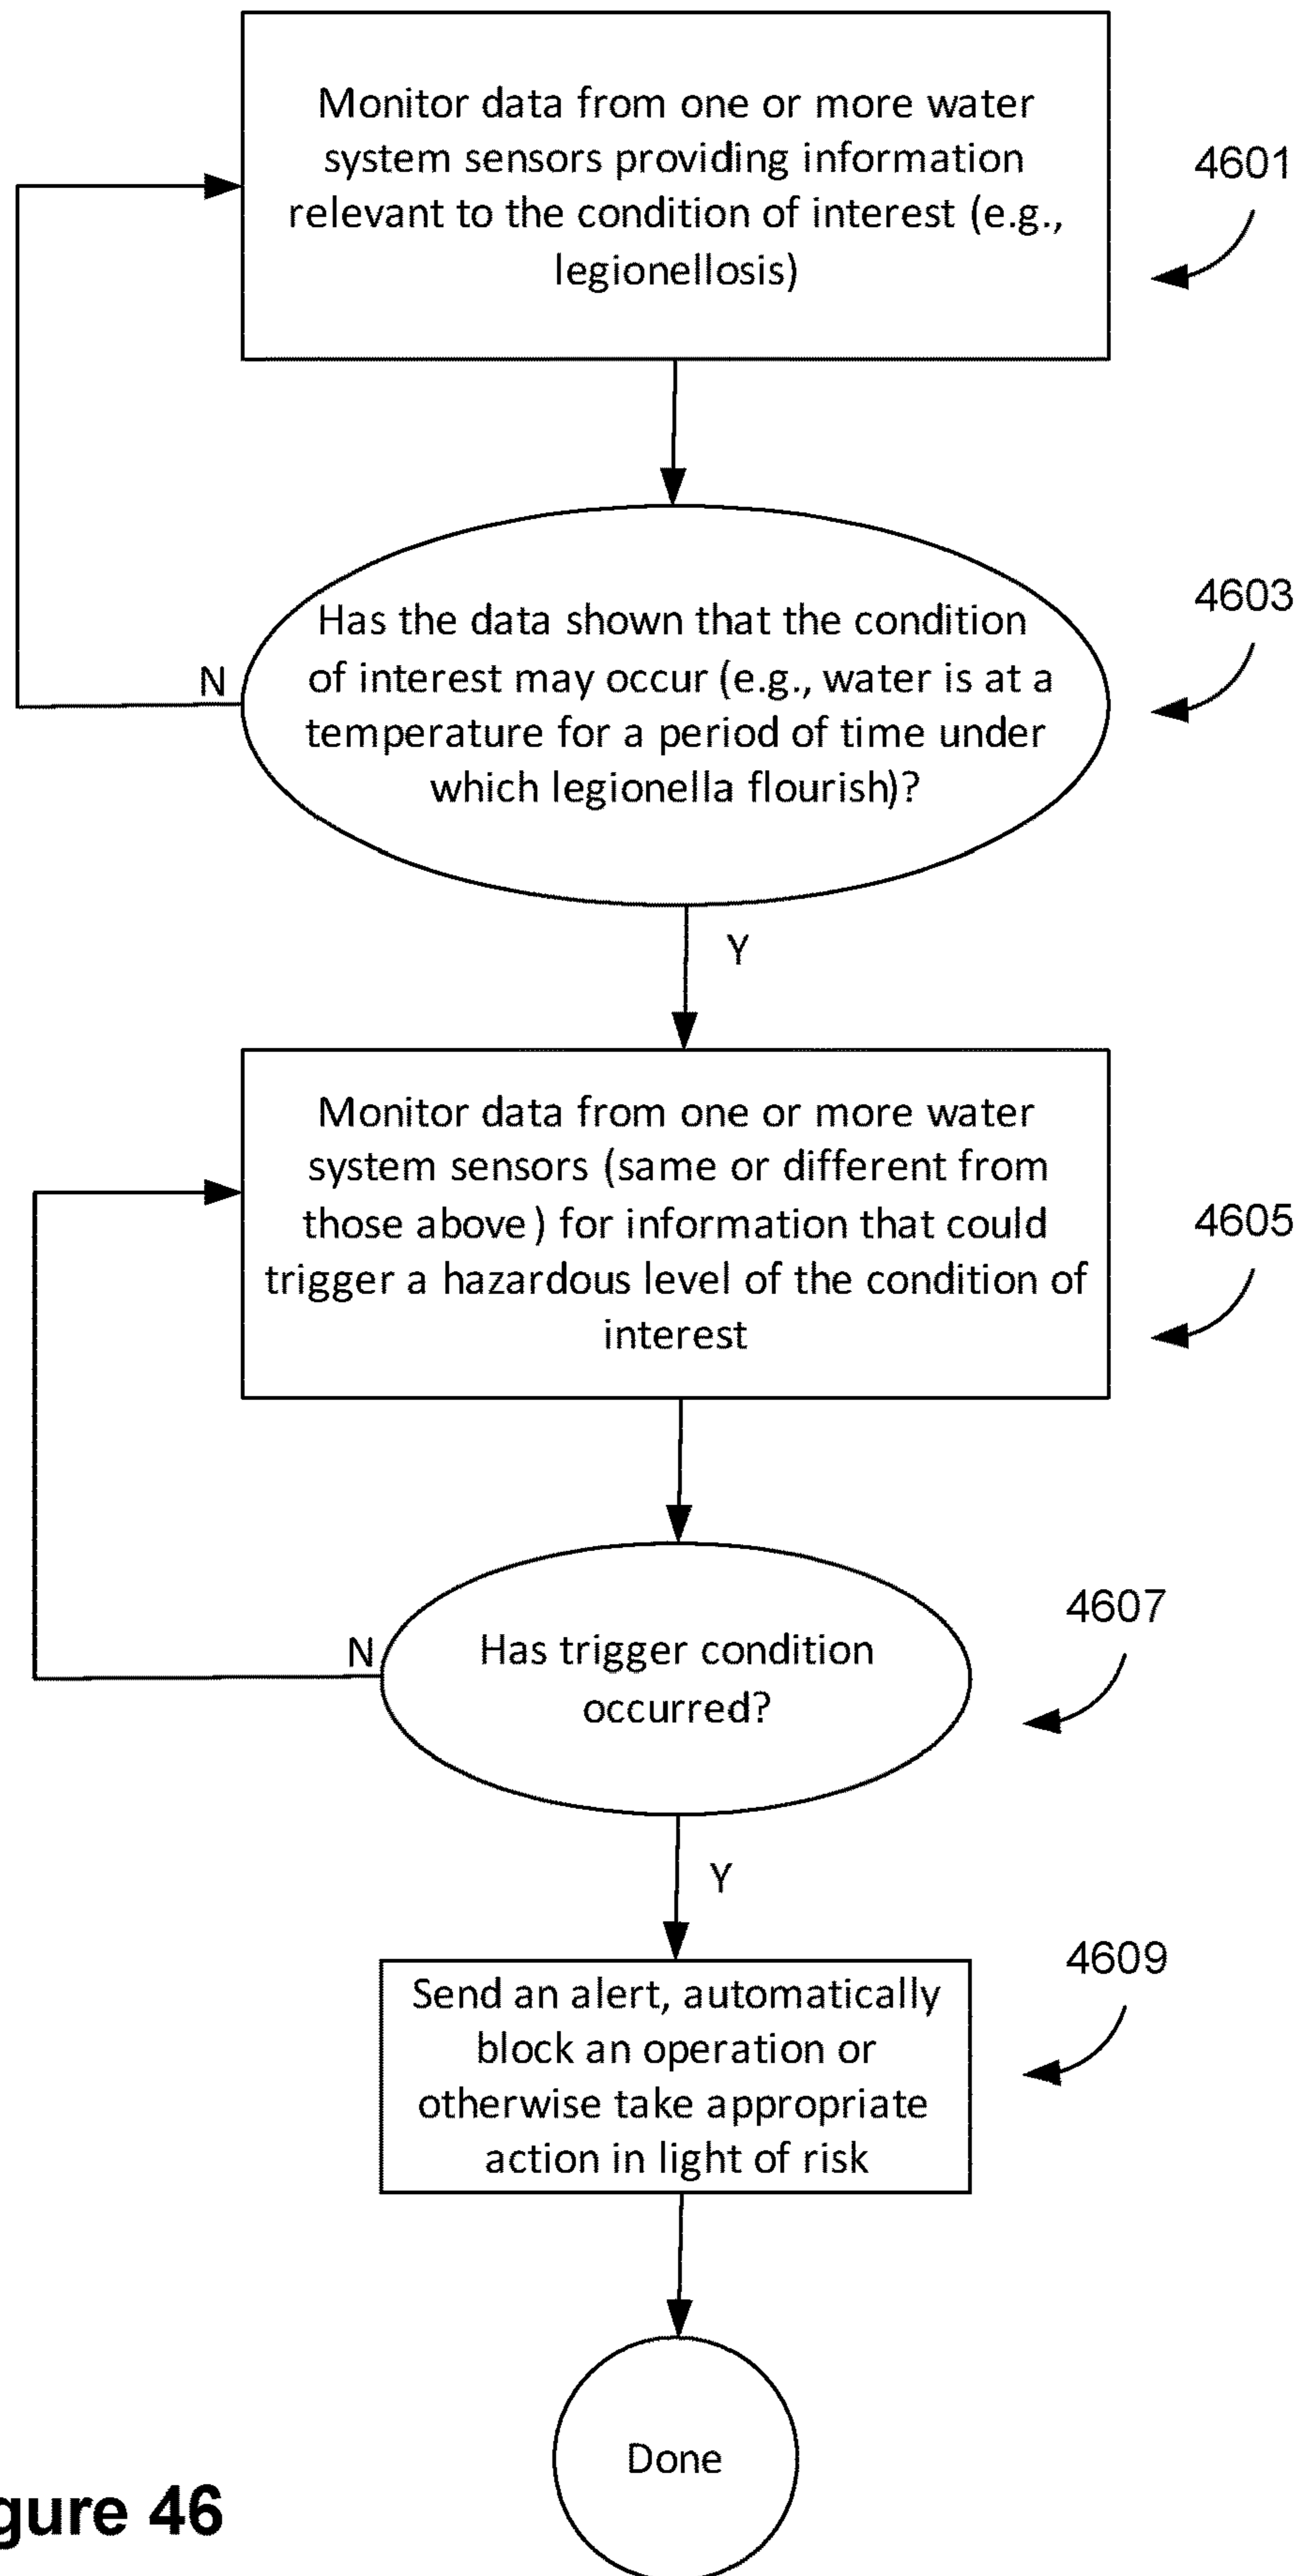 Monitor data from one or more water
system sensors providing information
relevant to the condition of interest (e.g.,
legionellosis)
4601
Has the data shown that the condition
of interest may occur (e.g., water is at a
temperature for a period of time under
which legionella flourish)?
4603
N
Y
Monitor data from one or more water
system sensors (same or different from
those above) for information that could
trigger a hazardous level of the condition of
interest
4605
Has trigger condition
occurred?
4607
N
Y
Send an alert, automatically
block an operation or
otherwise take appropriate
action in light of risk
4609
Done
gure 46